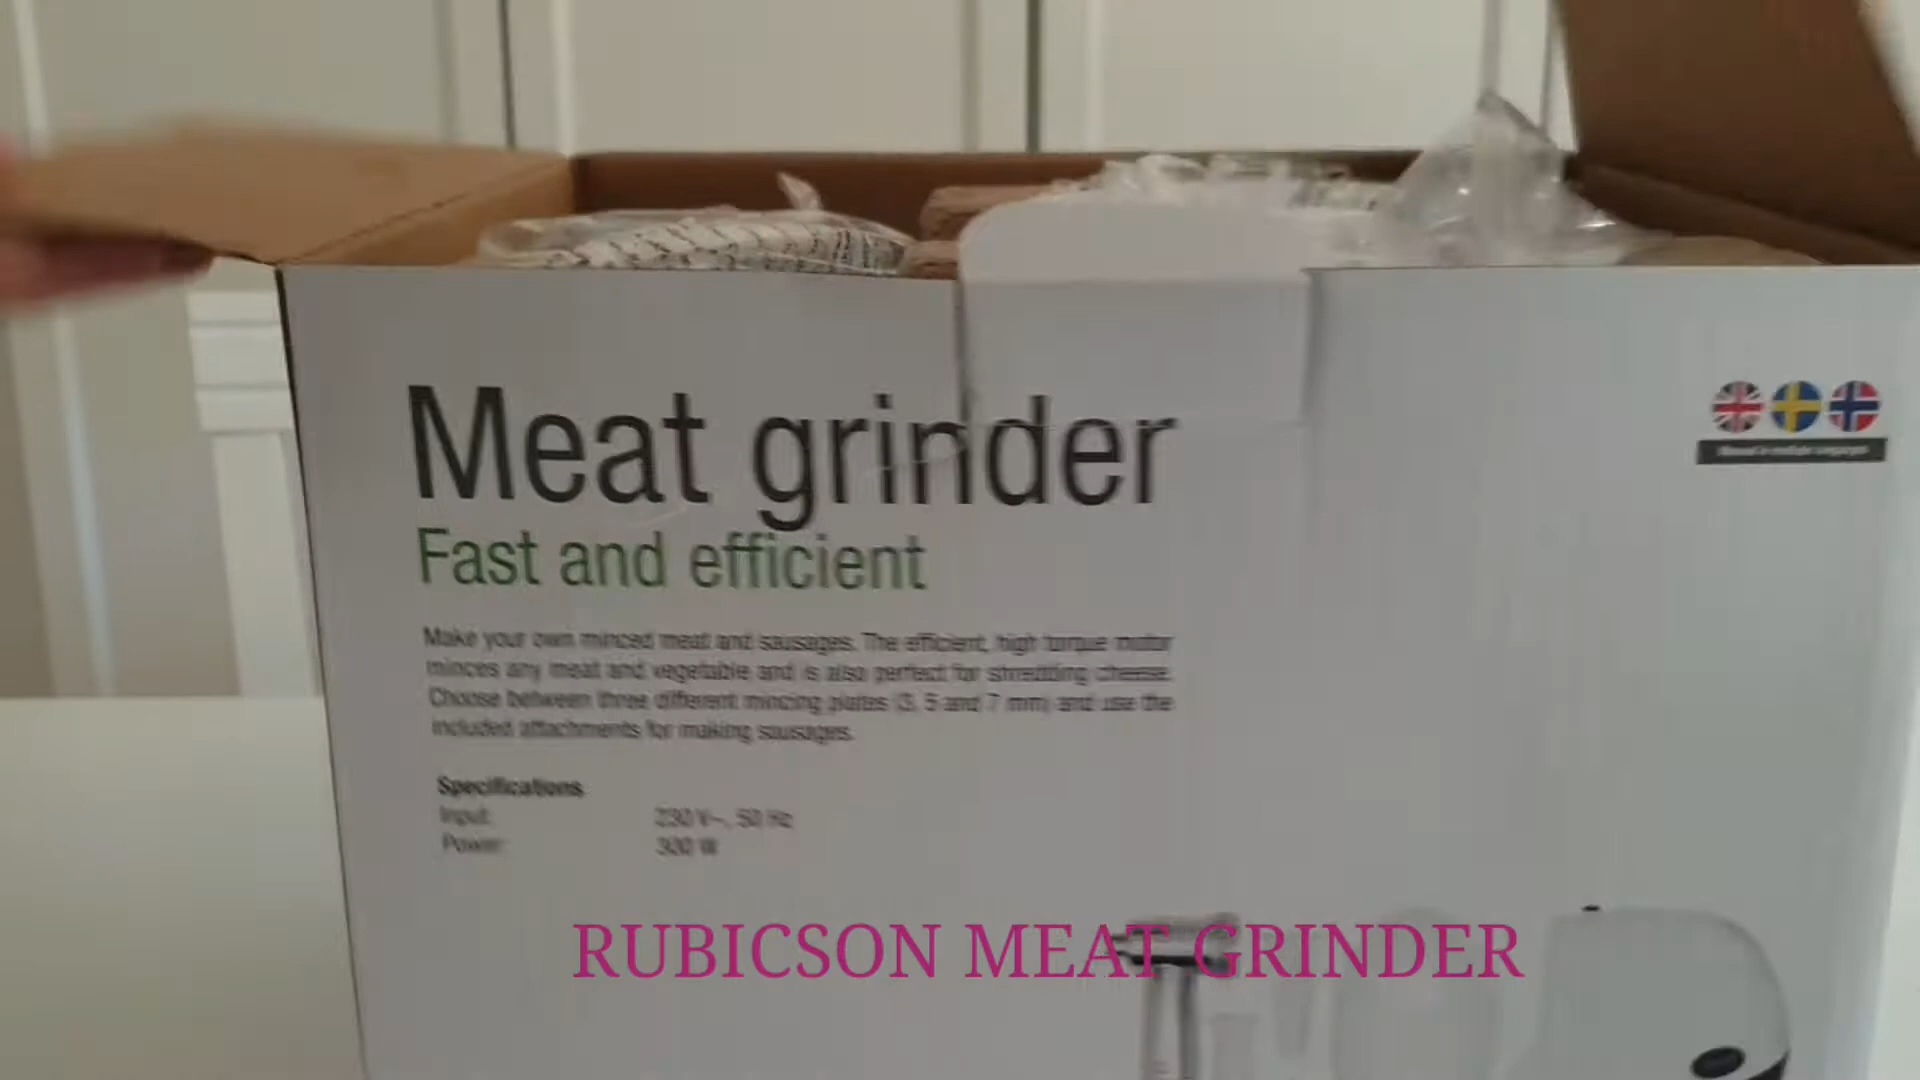 Meat grinder
Fast and efficient
Make your own minced meat and sausages. The efficient, high torque motor
minces any meat and vegetable and is also perfect for shredding cheese.
Choose between three different mincing plates (3, 5 and 7 mm) and use the
included attachments for making sausages.
Specifications
Input: 230 V~, 50 Hz
Power: 300 W
RUBICSON MEAT GRINDER